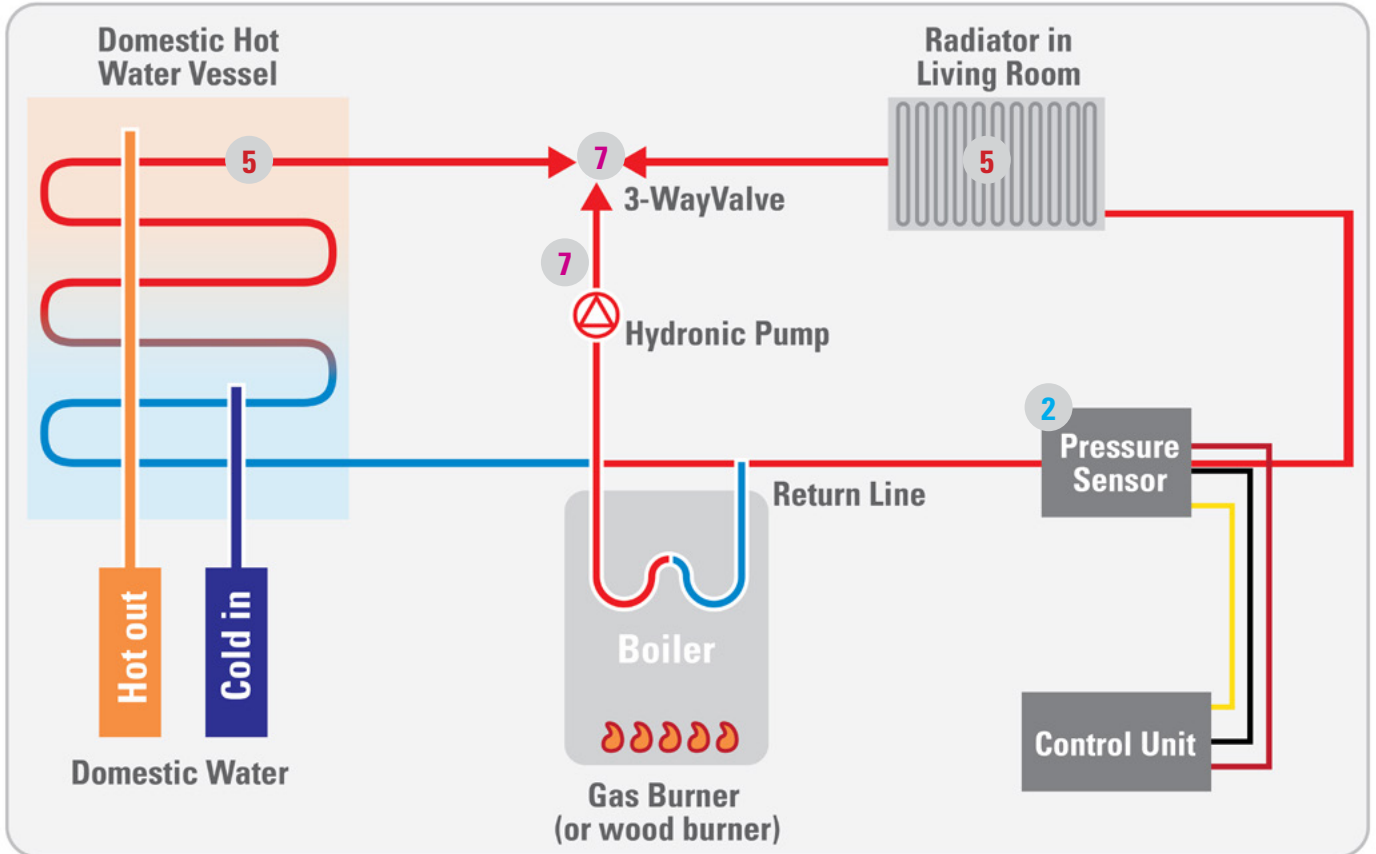 Domestic Hot
Water Vessel
Radiator in
Living Room
5
7
5
3-WayValve
7
Hydronic Pump
2
Pressure
Sensor
Return Line
Hot out
Cold in
Boiler
Control Unit
Domestic Water
Gas Burner
(or wood burner)